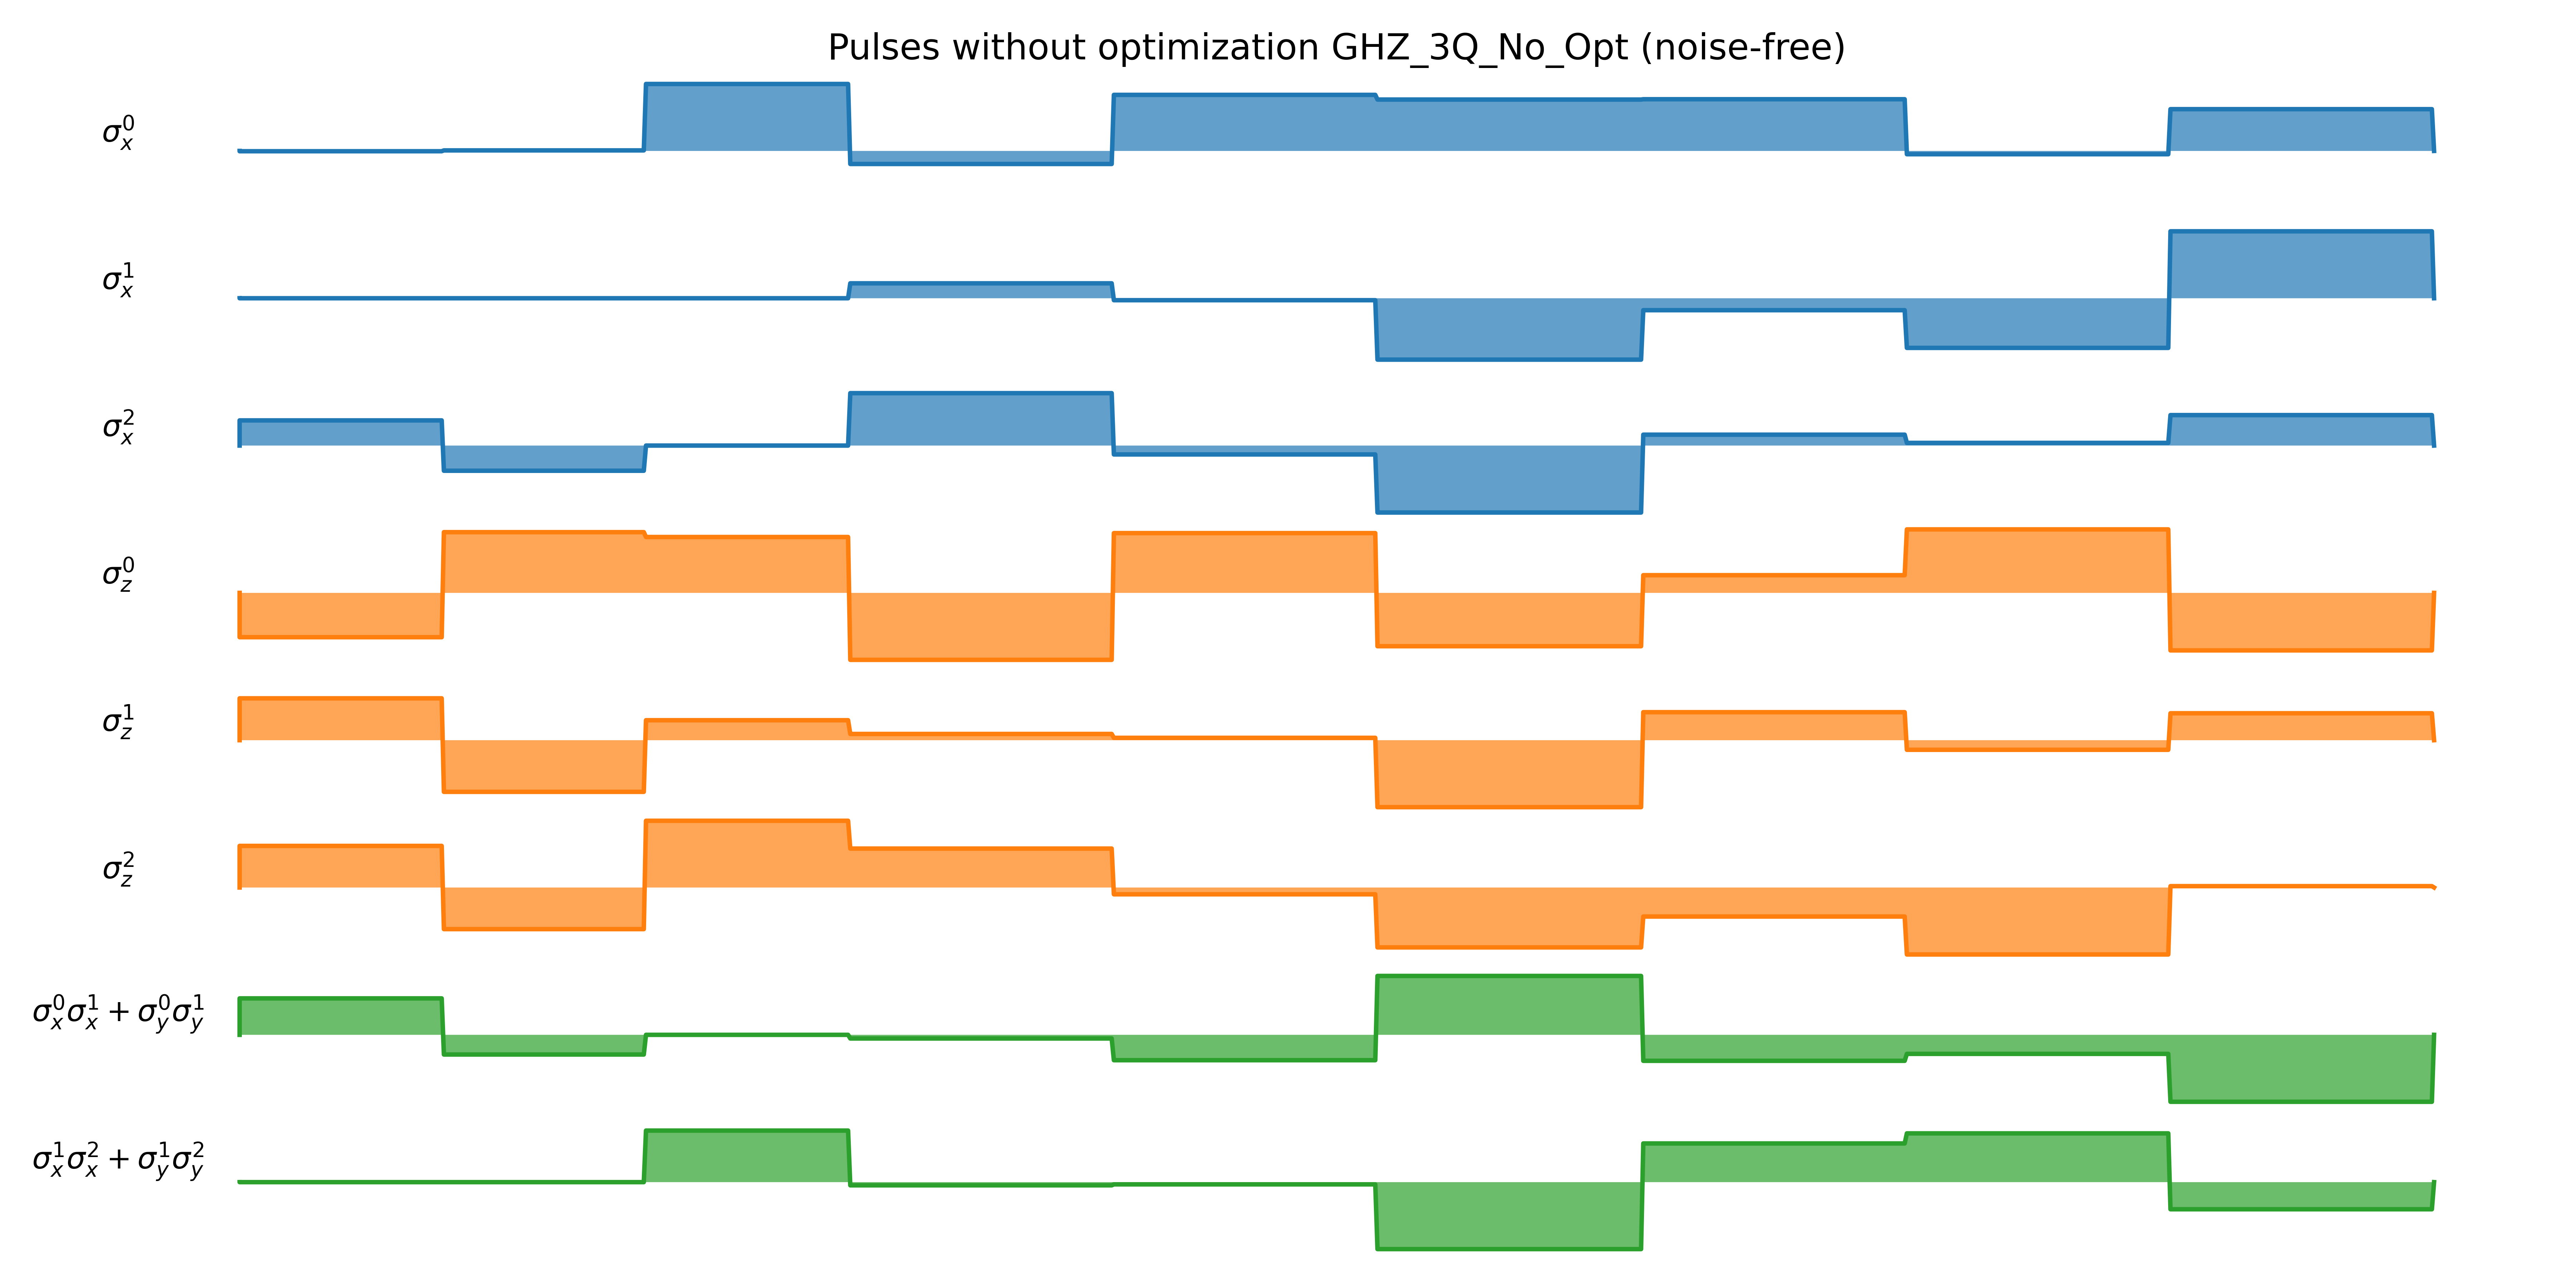 Pulses without optimization GHZ_3Q_No_Opt (noise-free)
σ_x^0
σ_x^1
σ_x^2
σ_z^0
σ_z^1
σ_z^2
σ_x^0σ_x^1 + σ_y^0σ_y^1
σ_x^1σ_x^2 + σ_y^1σ_y^2